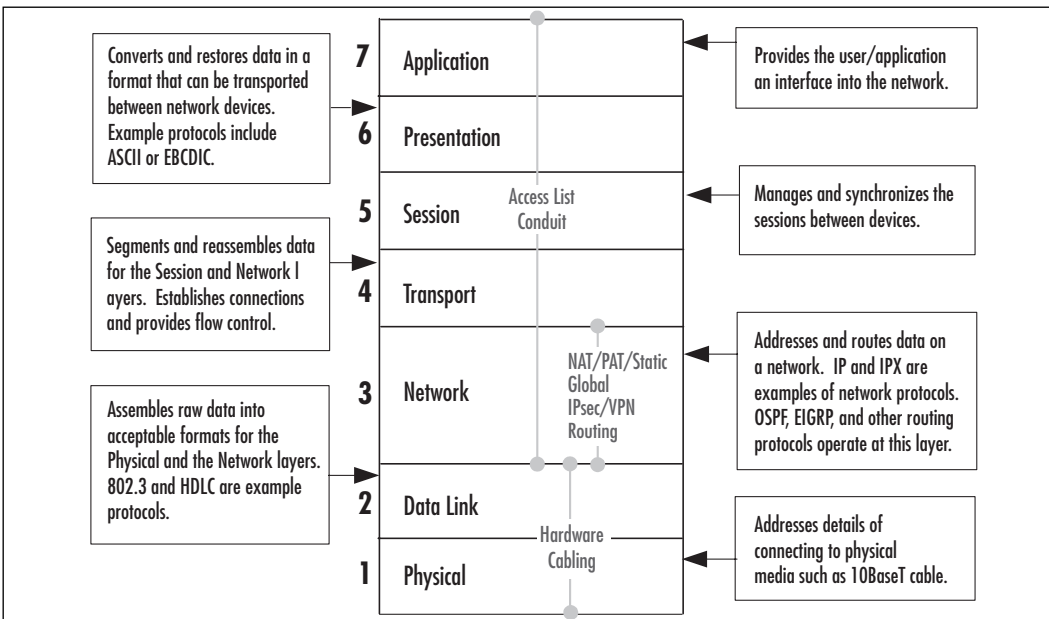 Converts and restores data in a
format that can be transported
between network devices.
Example protocols include
ASCII or EBCDIC.
Segments and reassembles data
for the Session and Network l
ayers. Establishes connections
and provides flow control.
Assembles raw data into
acceptable formats for the
Physical and the Network layers.
802.3 and HDLC are example
protocols.
7 Application
6 Presentation
5 Session
4 Transport
3 Network
2 Data Link
1 Physical
Access List
Conduit
NAT/PAT/Static
Global
IPsec/VPN
Routing
Hardware
Cabling
Provides the user/application
an interface into the network.
Manages and synchronizes the
sessions between devices.
Addresses and routes data on
a network. IP and IPX are
examples of network protocols.
OSPF, EIGRP, and other routing
protocols operate at this layer.
Addresses details of
connecting to physical
media such as 10BaseT cable.